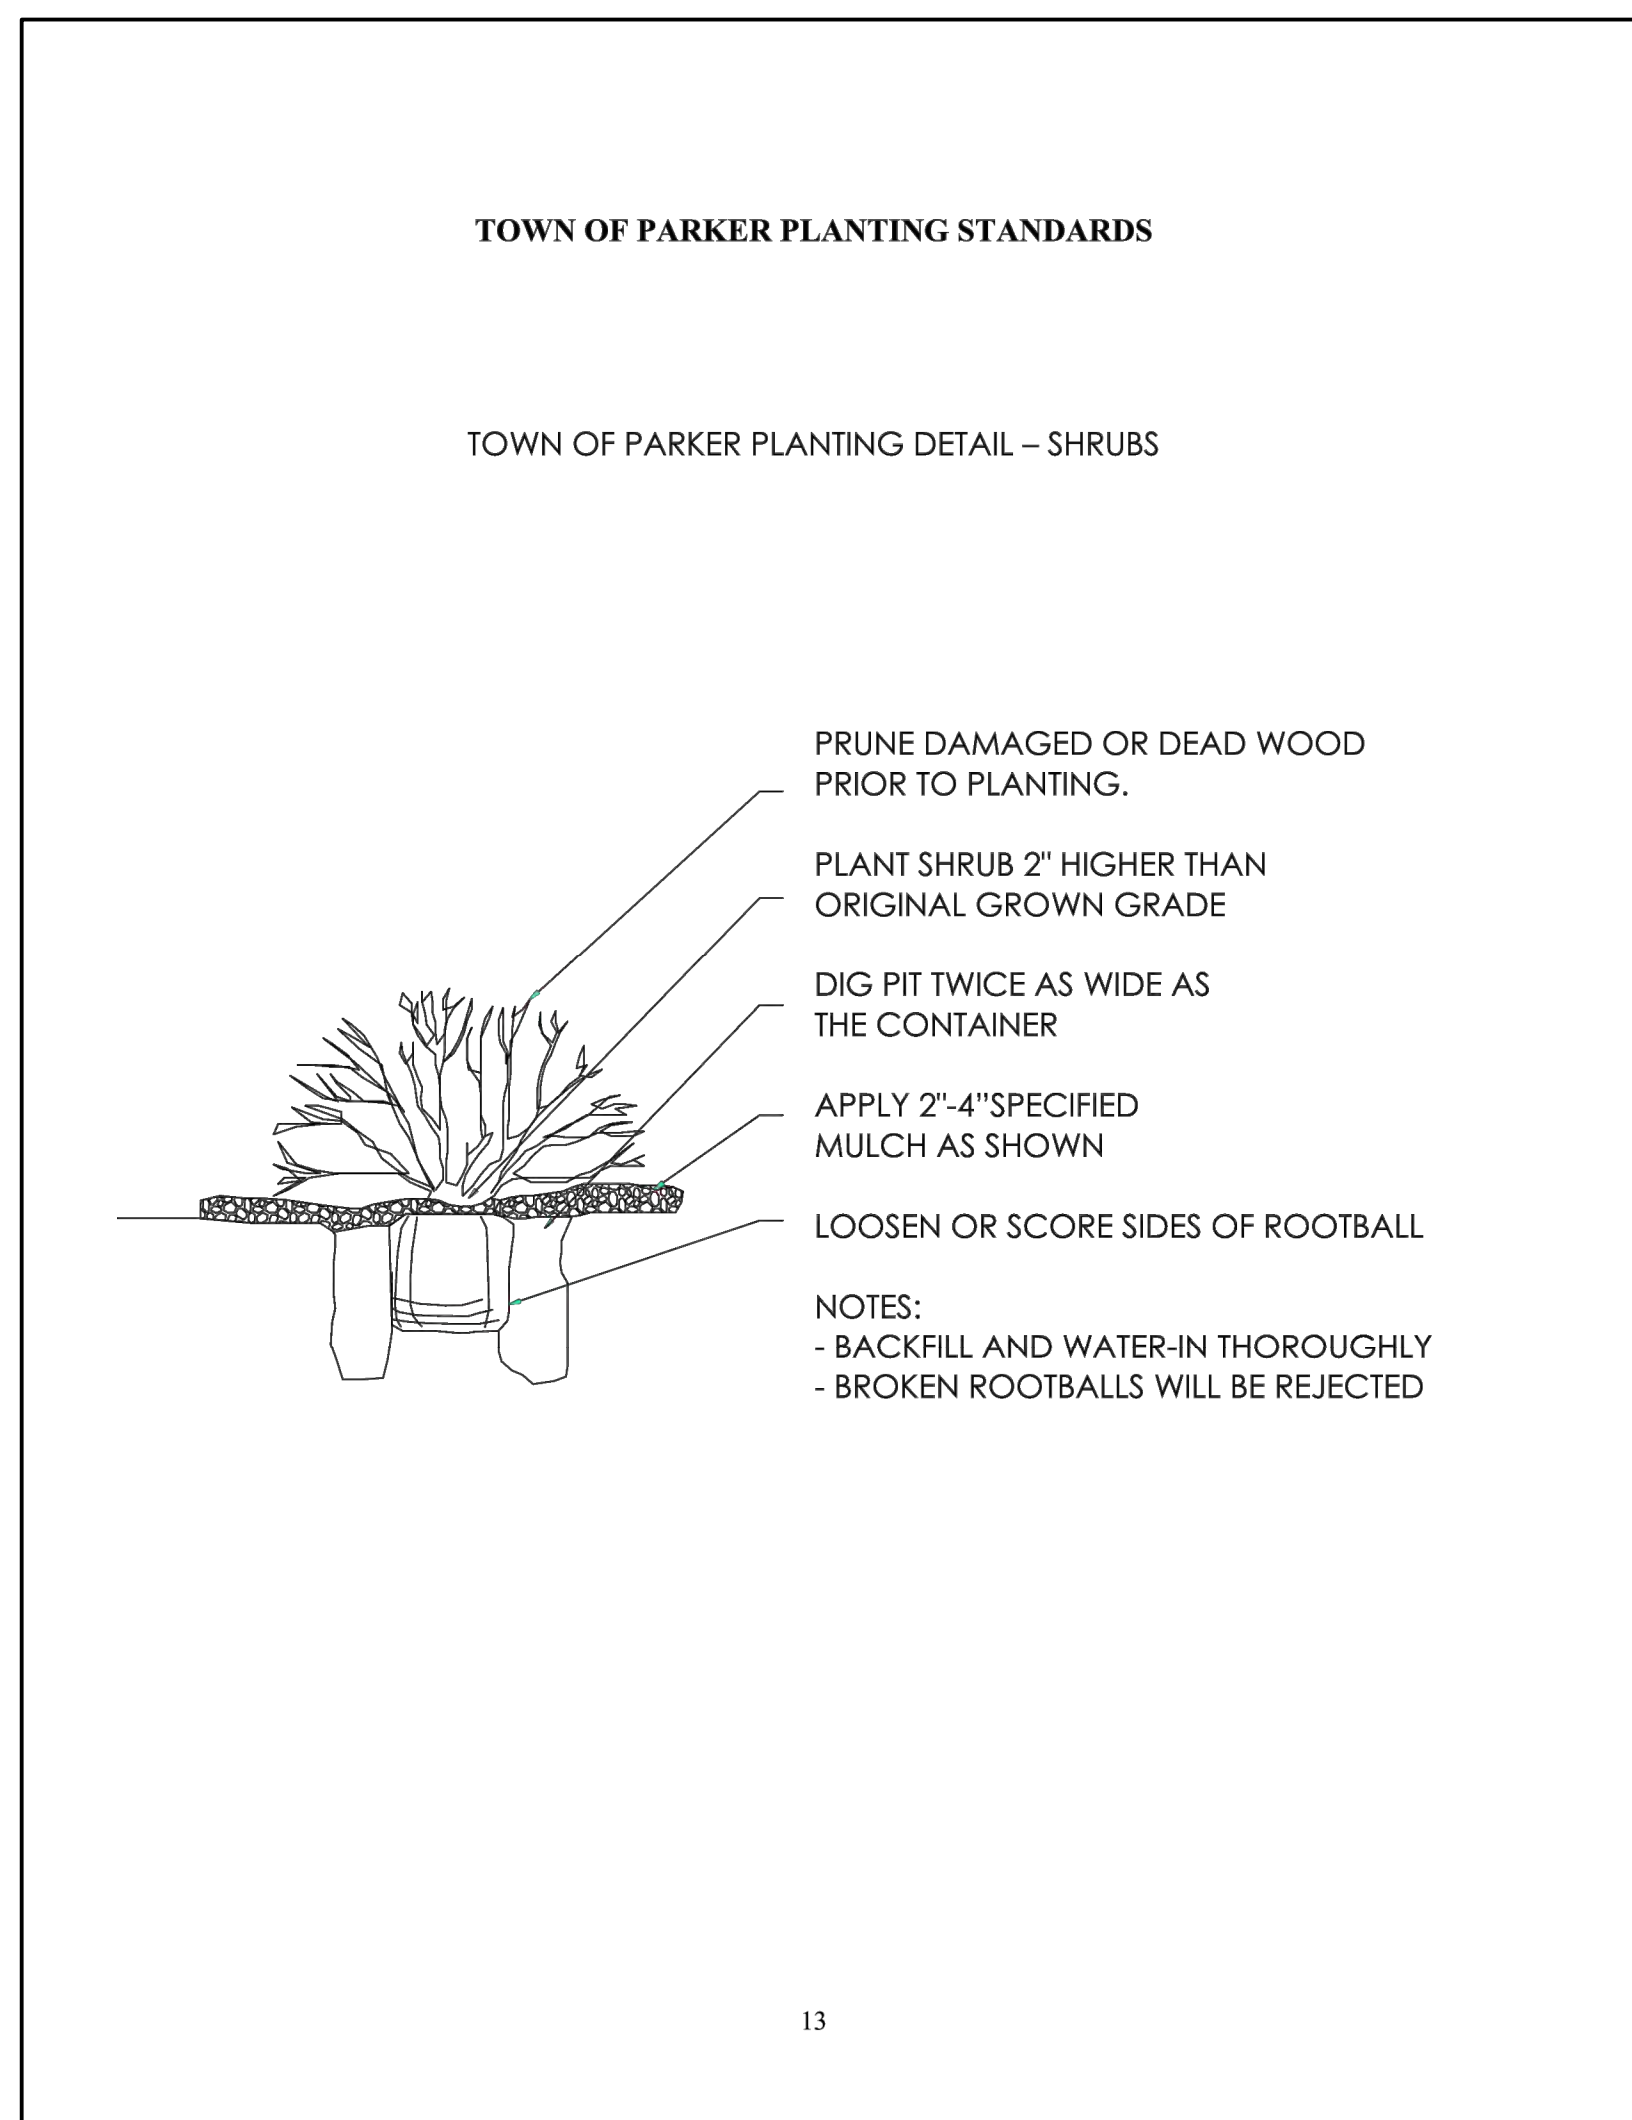 TOWN OF PARKER PLANTING STANDARDS
TOWN OF PARKER PLANTING DETAIL – SHRUBS
PRUNE DAMAGED OR DEAD WOOD
PRIOR TO PLANTING.
PLANT SHRUB 2" HIGHER THAN
ORIGINAL GROWN GRADE
DIG PIT TWICE AS WIDE AS
THE CONTAINER
APPLY 2"-4”SPECIFIED
MULCH AS SHOWN
LOOSEN OR SCORE SIDES OF ROOTBALL
NOTES:
- BACKFILL AND WATER-IN THOROUGHLY
- BROKEN ROOTBALLS WILL BE REJECTED
13